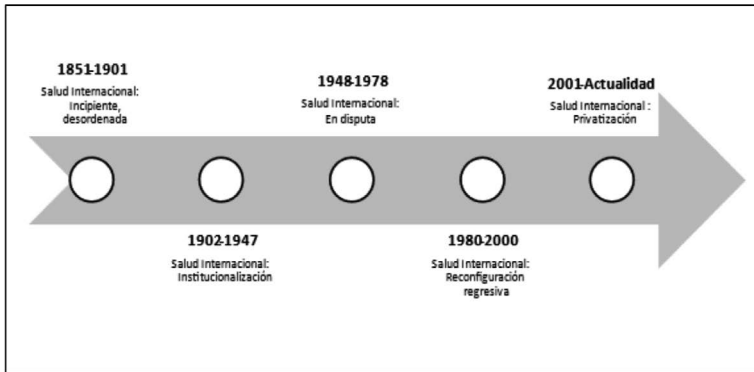 1851-1901
Salud Internacional:
Incipiente,
desordenada
1902-1947
Salud Internacional:
Institucionalización
1948-1978
Salud Internacional:
En disputa
1980-2000
Salud Internacional:
Reconfiguración
regresiva
2001-Actualidad
Salud Internacional :
Privatización